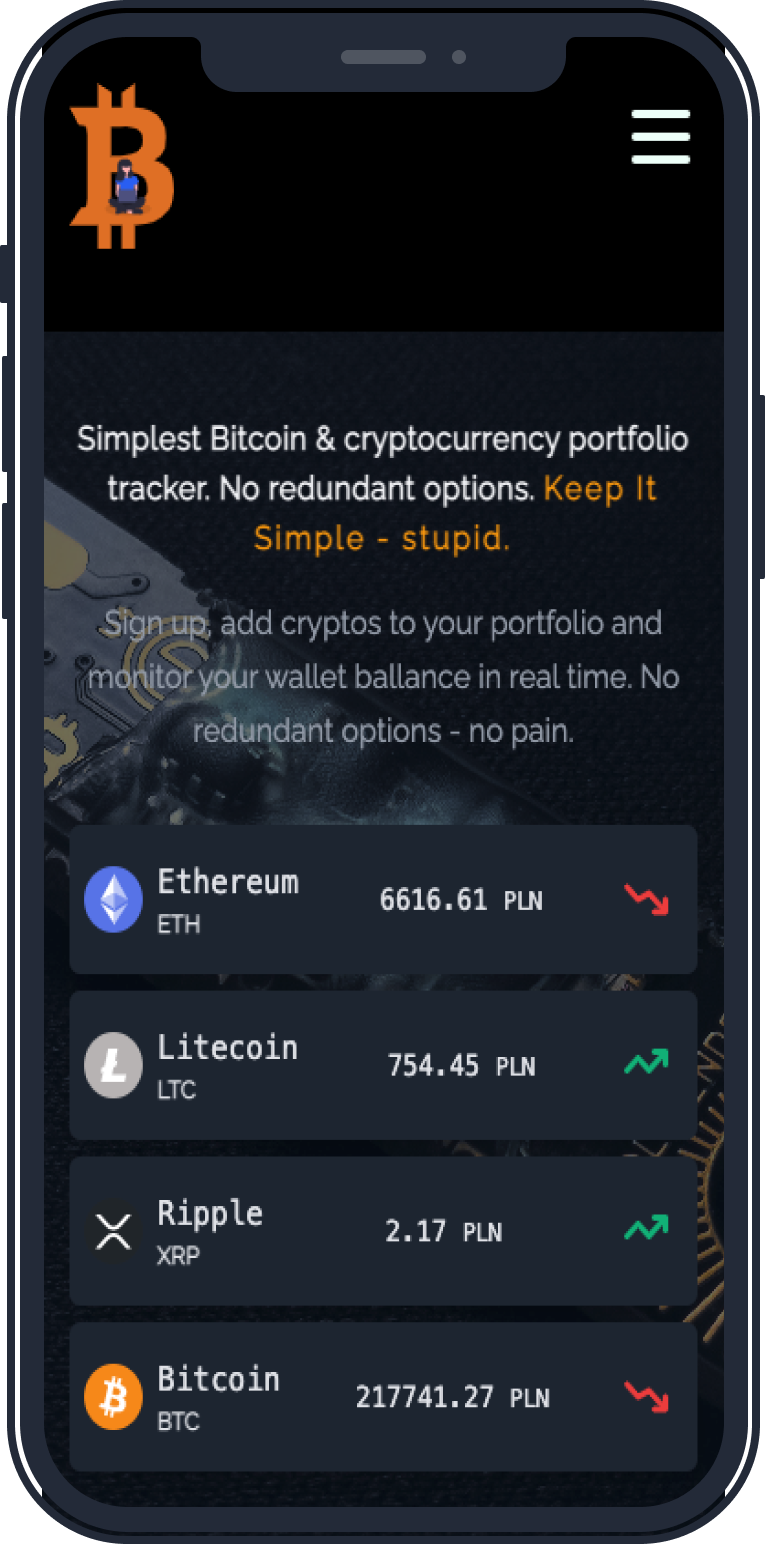 Simplest Bitcoin & cryptocurrency portfolio
tracker. No redundant options. Keep It
Simple - stupid.
Sign up, add cryptos to your portfolio and
monitor your wallet ballance in real time. No
redundant options - no pain.
Ethereum
ETH
6616.61 PLN
Litecoin
LTC
754.45 PLN
Ripple
XRP
2.17 PLN
Bitcoin
BTC
217741.27 PLN